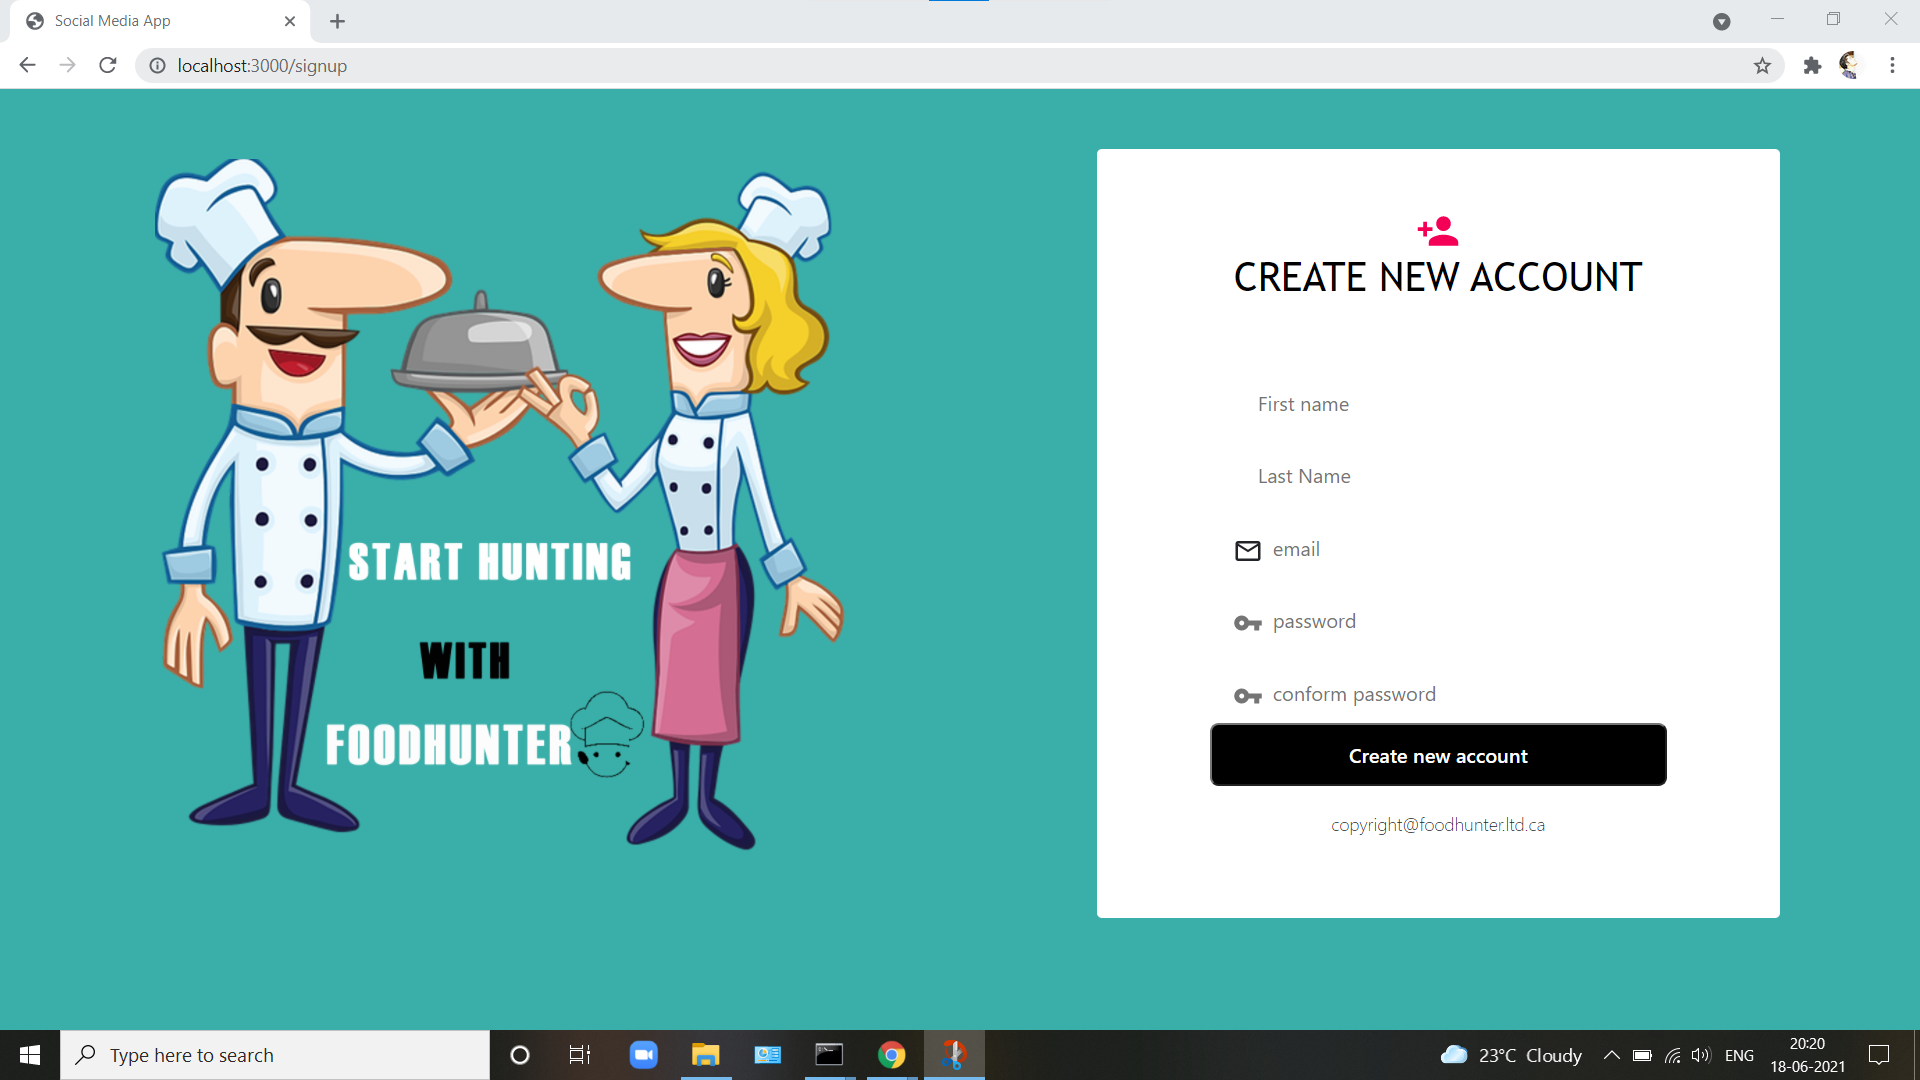 Social Media App
localhost:3000/signup
START HUNTING
WITH
FOODHUNTER
CREATE NEW ACCOUNT
First name
Last Name
email
password
conform password
Create new account
copyright@foodhunter.ltd.ca
Type here to search
23°C Cloudy
ENG
20:20
18-06-2021